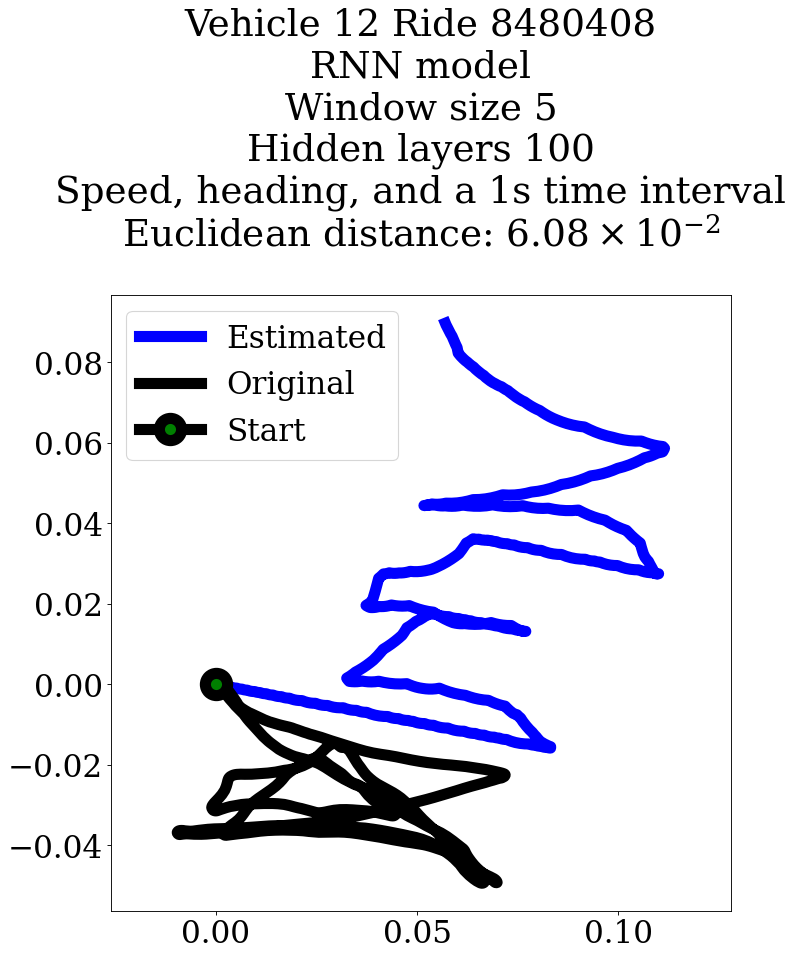 Vehicle 12 Ride 8480408
RNN model
Window size 5
Hidden layers 100
Speed, heading, and a 1s time interval
Euclidean distance: 6.08 × 10⁻²
Estimated
Original
Start
0.08
0.06
0.04
0.02
0.00
−0.02
−0.04
0.00 0.05 0.10